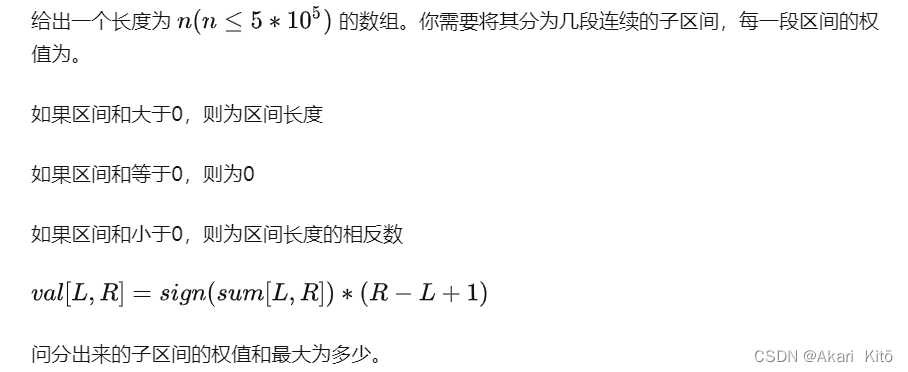 给出一个长度为 n(n ≤ 5 * 10^5) 的数组。你需要将其分为几段连续的子区间，每一段区间的权
值为。
如果区间和大于0，则为区间长度
如果区间和等于0，则为0
如果区间和小于0，则为区间长度的相反数
val[L, R] = sign(sum[L, R]) * (R − L + 1)
问分出来的子区间的权值和最大为多少。
CSDN @Akari  Kitō